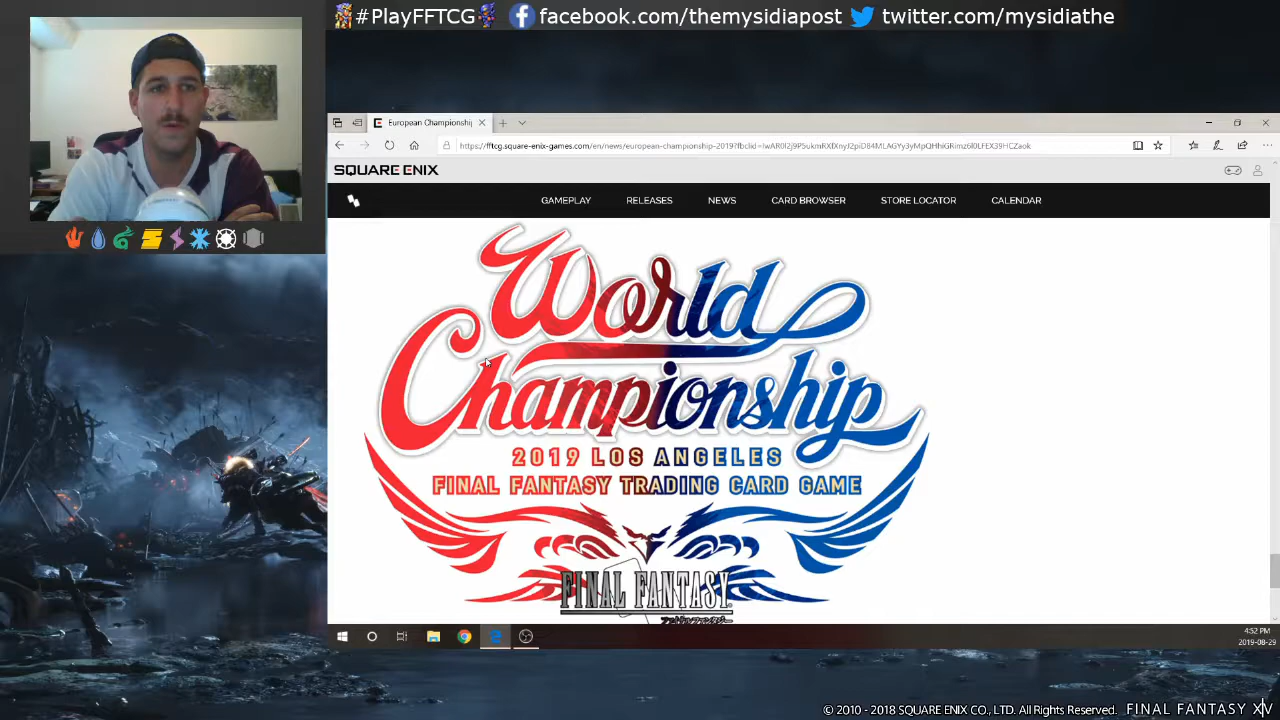 #PlayFFTCG facebook.com/themysidiapost twitter.com/mysidiathe
European Championship
SQUARE ENIX
GAMEPLAY RELEASES NEWS CARD BROWSER STORE LOCATOR CALENDAR
World
Championship
2019 LOS ANGELES
FINAL FANTASY TRADING CARD GAME
FINAL FANTASY
4:52 PM
2019-08-29
© 2010 - 2018 SQUARE ENIX CO., LTD. All Rights Reserved. FINAL FANTASY XIV